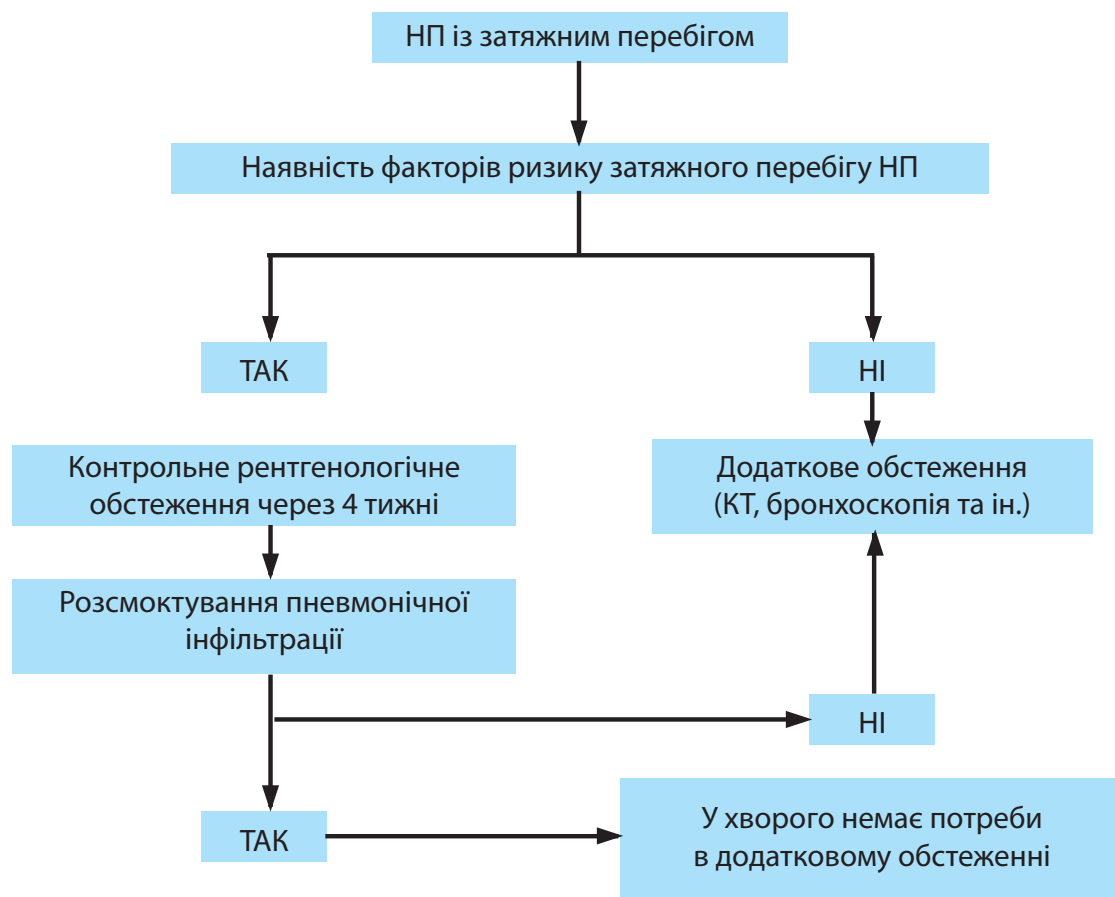 НП із затяжним перебігом
Наявність факторів ризику затяжного перебігу НП
ТАК
НІ
Контрольне рентгенологічне
обстеження через 4 тижні
Додаткове обстеження
(КТ, бронхоскопія та ін.)
Розсмоктування пневмонічної
інфільтрації
НІ
ТАК
У хворого немає потреби
в додатковому обстеженні